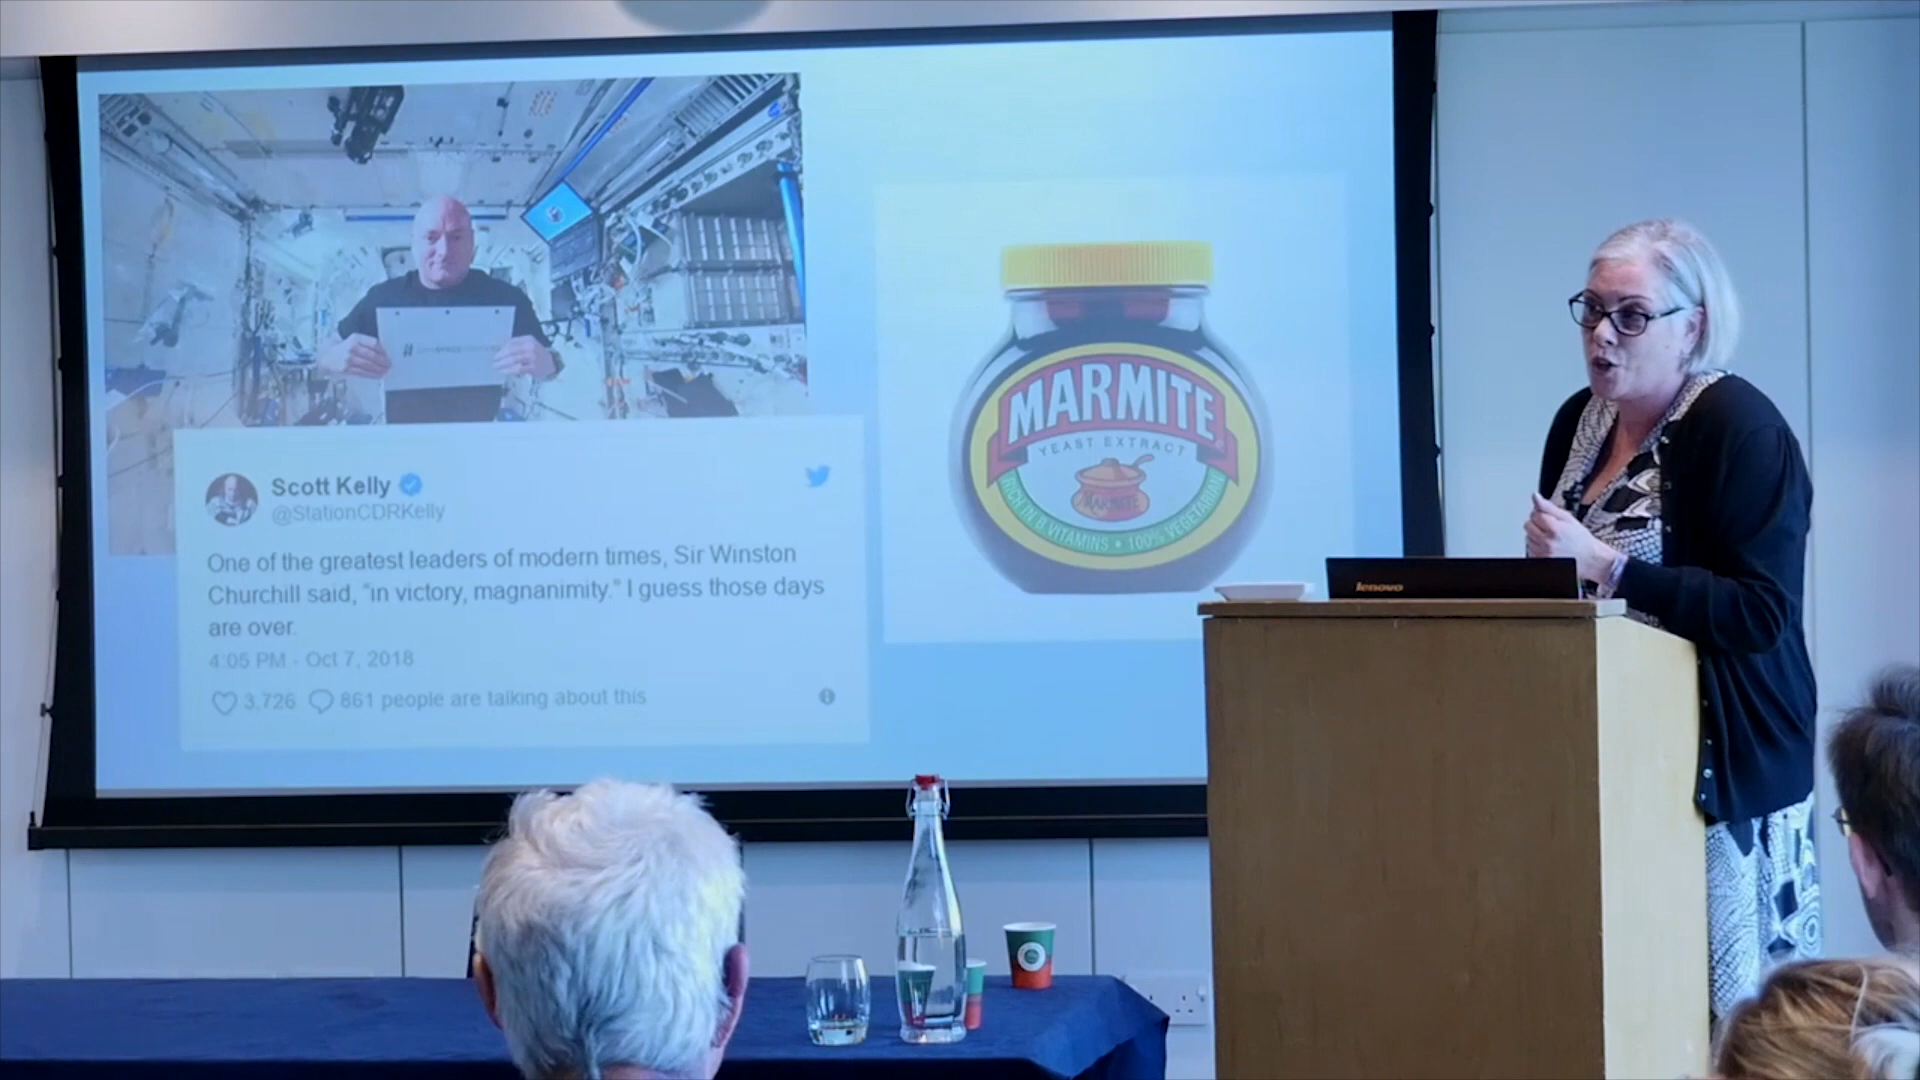 Scott Kelly
@StationCDRKelly
One of the greatest leaders of modern times, Sir Winston
Churchill said, "in victory, magnanimity." I guess those days
are over.
4:05 PM - Oct 7, 2018
3,726 861 people are talking about this
MARMITE
YEAST EXTRACT
MARMITE
RICH IN B VITAMINS • 100% VEGETARIAN
lenovo